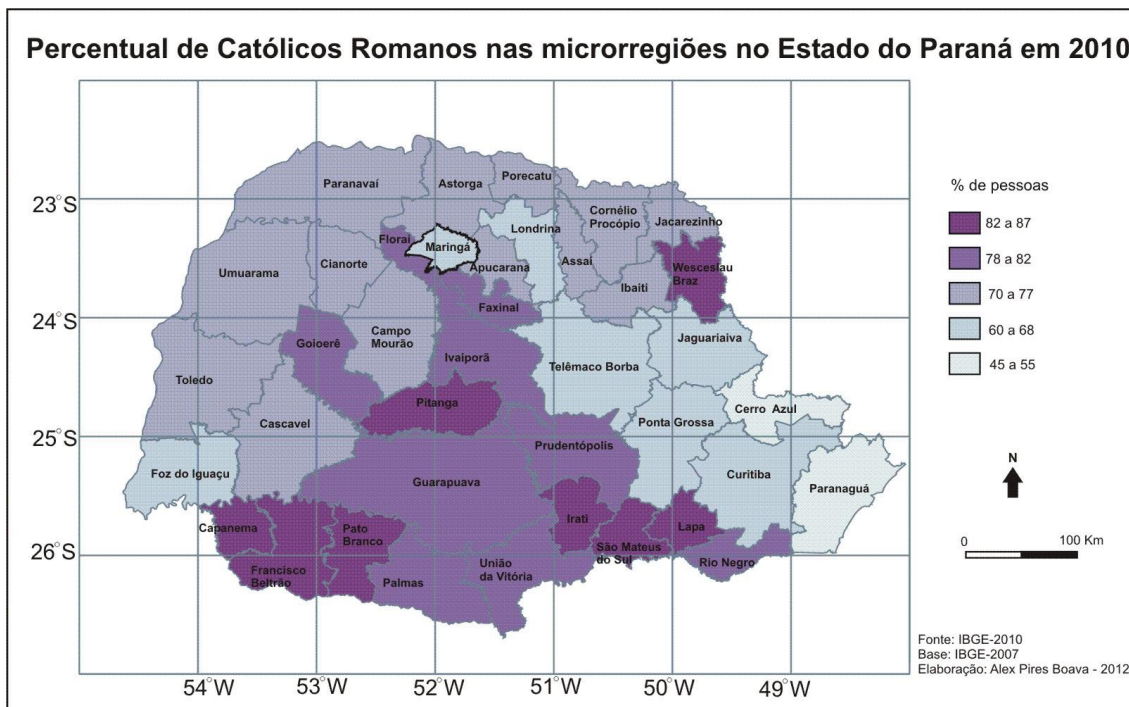 Percentual de Católicos Romanos nas microrregiões no Estado do Paraná em 2010
23°S
24°S
25°S
26°S
54°W
53°W
52°W
51°W
50°W
49°W
Paranavaí
Astorga
Porecatu
Cornélio
Procópio
Jacarezinho
Londrina
Floraí
Maringá
Assaí
Apucarana
Wesceslau
Braz
Umuarama
Cianorte
Ibaiti
Faxinal
Campo
Mourão
Goioerê
Ivaiporã
Jaguariaiva
Telêmaco Borba
Toledo
Pitanga
Cerro Azul
Cascavel
Ponta Grossa
Prudentópolis
Foz do Iguaçu
Guarapuava
Curitiba
Paranaguá
Capanema
Pato
Branco
Irati
Lapa
São Mateus
do Sul
Francisco
Beltrão
Palmas
União
da Vitória
Rio Negro
% de pessoas
82 a 87
78 a 82
70 a 77
60 a 68
45 a 55
N
0 100 Km
Fonte: IBGE-2010
Base: IBGE-2007
Elaboração: Alex Pires Boava - 2012